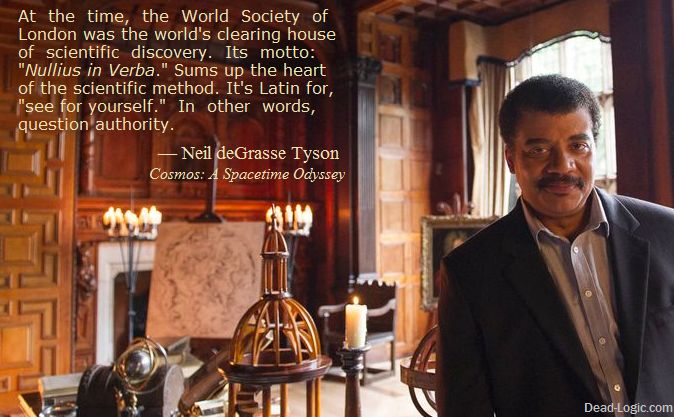 At the time, the World Society of
London was the world's clearing house
of scientific discovery. Its motto:
"Nullius in Verba." Sums up the heart
of the scientific method. It's Latin for,
"see for yourself." In other words,
question authority.
— Neil deGrasse Tyson
Cosmos: A Spacetime Odyssey
Dead-Logic.com